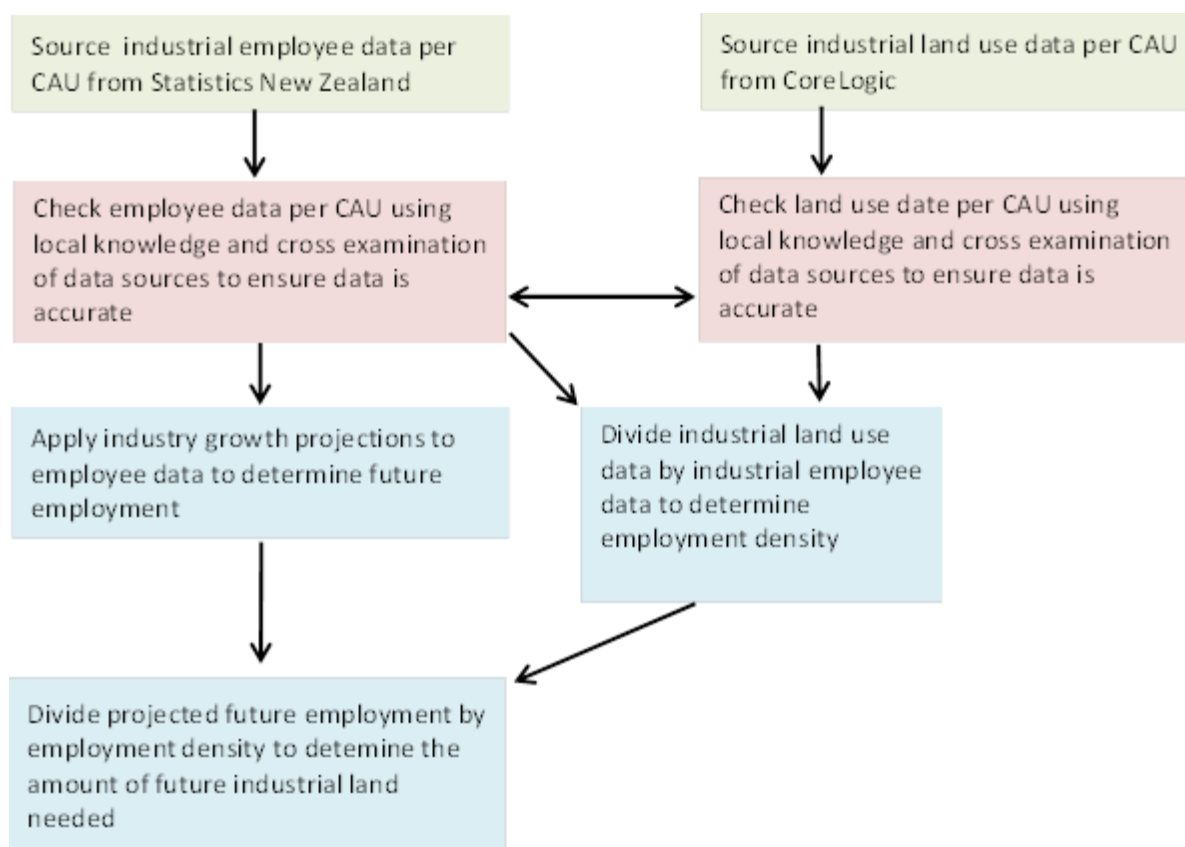 Source industrial employee data per
CAU from Statistics New Zealand
Source industrial land use data per CAU
from CoreLogic
Check employee data per CAU using
local knowledge and cross examination
of data sources to ensure data is
accurate
Check land use date per CAU using
local knowledge and cross examination
of data sources to ensure data is
accurate
Apply industry growth projections to
employee data to determine future
employment
Divide industrial land use
data by industrial employee
data to determine
employment density
Divide projected future employment by
employment density to detemine the
amount of future industrial land
needed